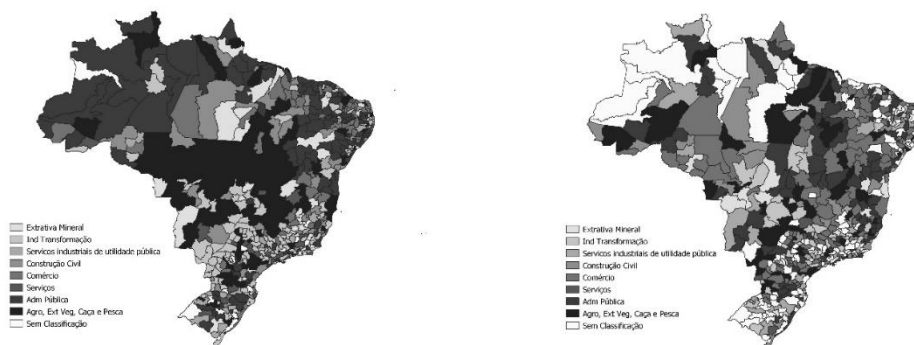 Extrativa Mineral
Ind Transformação
Servicos industriais de utilidade pública
Construção Civil
Comércio
Serviços
Adm Pública
Agro, Ext Veg, Caça e Pesca
Sem Classificação
Extrativa Mineral
Ind Transformação
Servicos industriais de utilidade pública
Construção Civil
Comércio
Serviços
Adm Pública
Agro, Ext Veg, Caça e Pesca
Sem Classificação